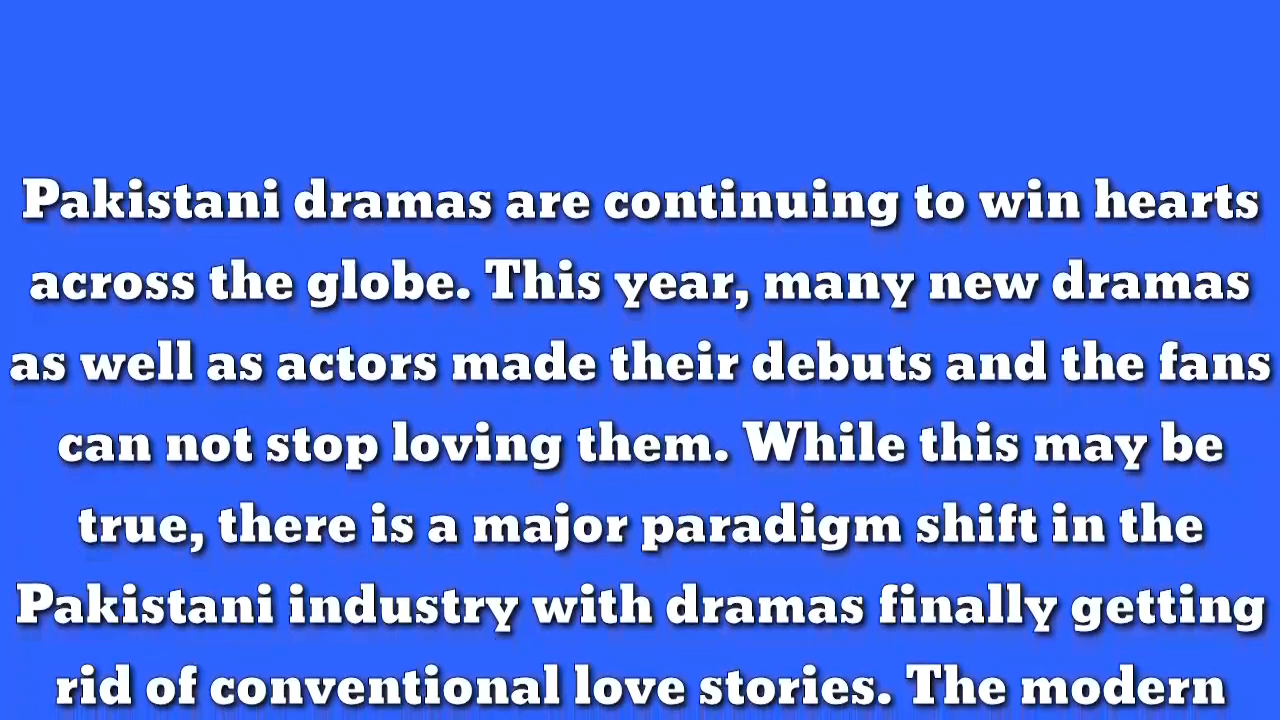 Pakistani dramas are continuing to win hearts
across the globe. This year, many new dramas
as well as actors made their debuts and the fans
can not stop loving them. While this may be
true, there is a major paradigm shift in the
Pakistani industry with dramas finally getting
rid of conventional love stories. The modern